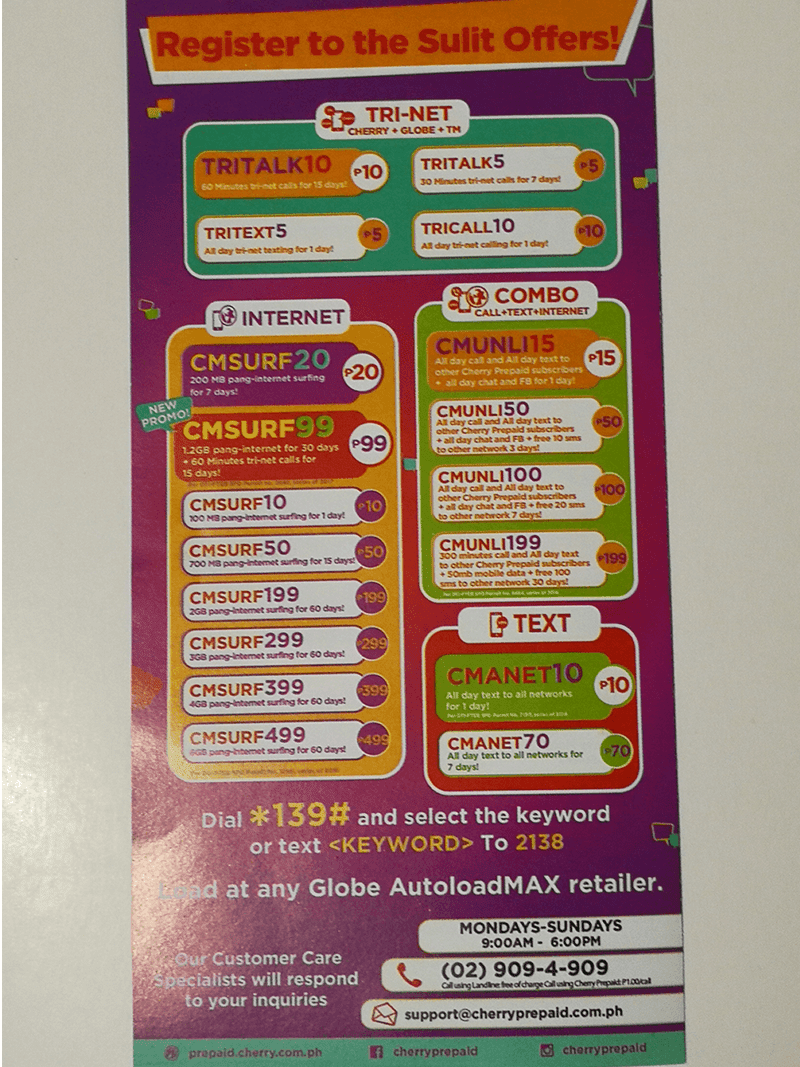 Register to the Sulit Offers!
TRI-NET
CHERRY + GLOBE + TM
TRITALK10
60 Minutes tri-net calls for 15 days!
₱10
TRITALK5
30 Minutes tri-net calls for 7 days!
₱5
TRITEXT5
All day tri-net texting for 1 day!
₱5
TRICALL10
All day tri-net calling for 1 day!
₱10
INTERNET
CMSURF20
200 MB pang-internet surfing
for 7 days!
₱20
NEW
PROMO!
CMSURF99
1.2GB pang-internet for 30 days
+ 60 Minutes tri-net calls for
15 days!
₱99
CMSURF10
100 MB pang-internet surfing for 1 day!
₱10
CMSURF50
700 MB pang-internet surfing for 15 days!
₱50
CMSURF199
2GB pang-internet surfing for 60 days!
₱199
CMSURF299
3GB pang-internet surfing for 60 days!
₱299
CMSURF399
4GB pang-internet surfing for 60 days!
₱399
CMSURF499
pang-internet surfing for 60 days!
₱499
COMBO
CALL+TEXT+INTERNET
CMUNLI15
All day call and All day text to
other Cherry Prepaid subscribers
+ all day chat and FB for 1 day!
₱15
CMUNLI50
All day call and All day text to
other Cherry Prepaid subscribers
+ all day chat and FB + free 10 sms
to other network 3 days!
₱50
CMUNLI100
All day call and All day text to
other Cherry Prepaid subscribers
+ all day chat and FB + free 20 sms
to other network 7 days!
₱100
CMUNLI199
300 minutes call and All day text
to other Cherry Prepaid subscribers
+ 50mb mobile data + free 100
sms to other network 30 days!
₱199
TEXT
CMANET10
All day text to all networks
for 1 day!
₱10
CMANET70
All day text to all networks for
7 days!
₱70
Dial *139# and select the keyword
or text <KEYWORD> To 2138
Load at any Globe AutoloadMAX retailer.
Our Customer Care
Specialists will respond
to your inquiries
MONDAYS-SUNDAYS
9:00AM - 6:00PM
(02) 909-4-909
Call using Landline: free of charge Call using Cherry Prepaid: P1.00/call
support@cherryprepaid.com.ph
prepaid.cherry.com.ph
cherryprepaid
cherryprepaid